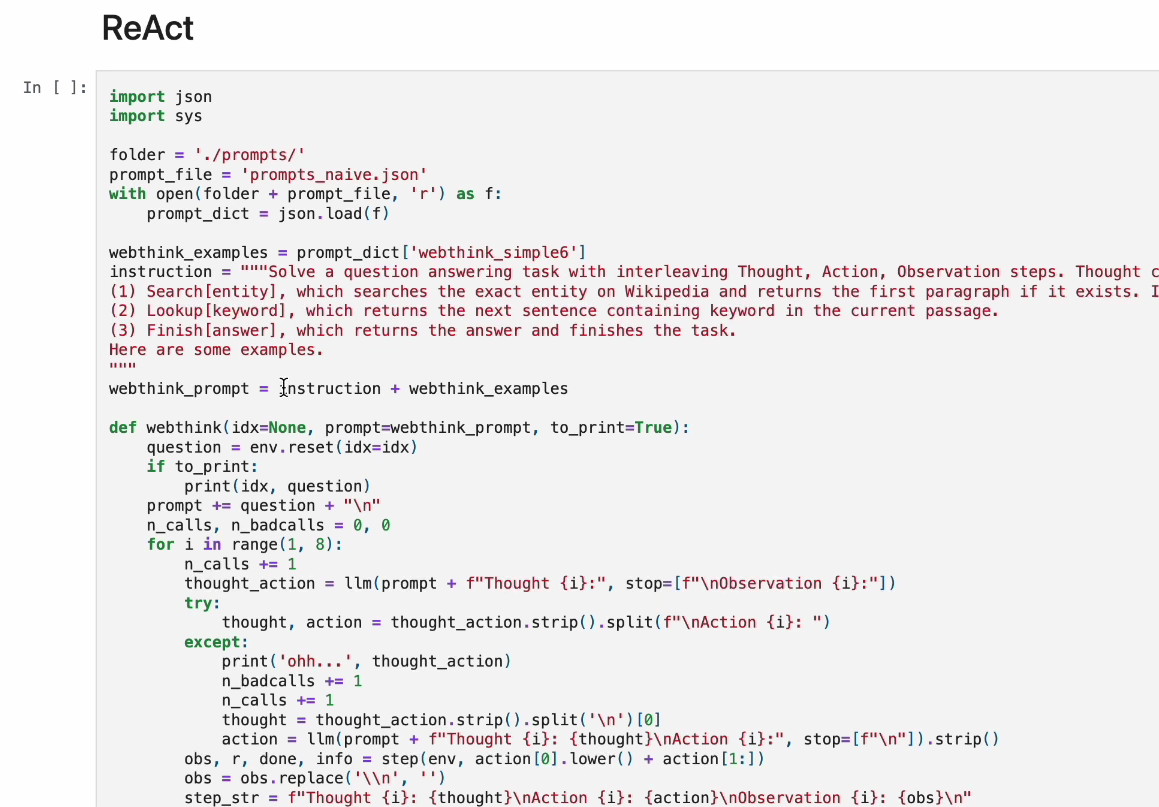 ReAct
In [ ]:
import json
import sys
folder = './prompts/'
prompt_file = 'prompts_naive.json'
with open(folder + prompt_file, 'r') as f:
    prompt_dict = json.load(f)
webthink_examples = prompt_dict['webthink_simple6']
instruction = """Solve a question answering task with interleaving Thought, Action, Observation steps. Thought c
(1) Search[entity], which searches the exact entity on Wikipedia and returns the first paragraph if it exists. I
(2) Lookup[keyword], which returns the next sentence containing keyword in the current passage.
(3) Finish[answer], which returns the answer and finishes the task.
Here are some examples.
"""
webthink_prompt = instruction + webthink_examples
def webthink(idx=None, prompt=webthink_prompt, to_print=True):
    question = env.reset(idx=idx)
    if to_print:
        print(idx, question)
    prompt += question + "\n"
    n_calls, n_badcalls = 0, 0
    for i in range(1, 8):
        n_calls += 1
        thought_action = llm(prompt + f"Thought {i}:", stop=[f"\nObservation {i}:"])
        try:
            thought, action = thought_action.strip().split(f"\nAction {i}: ")
        except:
            print('ohh...', thought_action)
            n_badcalls += 1
            n_calls += 1
            thought = thought_action.strip().split('\n')[0]
            action = llm(prompt + f"Thought {i}: {thought}\nAction {i}:", stop=[f"\n"]).strip()
        obs, r, done, info = step(env, action[0].lower() + action[1:])
        obs = obs.replace('\\n', '')
        step_str = f"Thought {i}: {thought}\nAction {i}: {action}\nObservation {i}: {obs}\n"